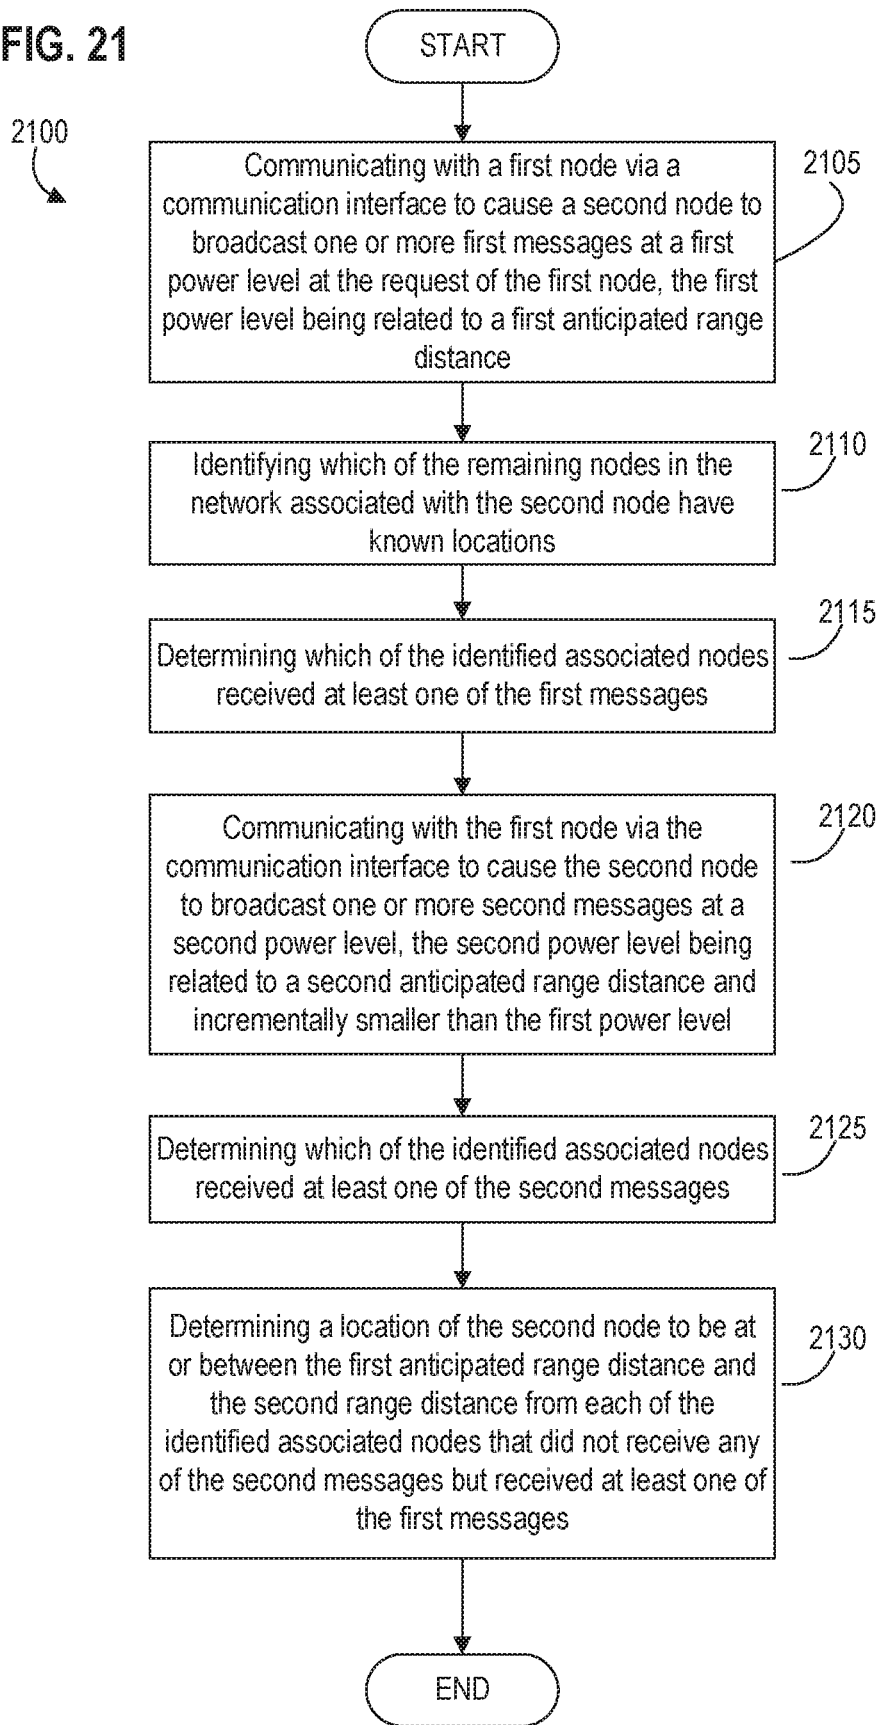 FIG. 21
START
2100
Communicating with a first node via a
communication interface to cause a second node to
broadcast one or more first messages at a first
power level at the request of the first node, the first
power level being related to a first anticipated range
distance
2105
Identifying which of the remaining nodes in the
network associated with the second node have
known locations
2110
Determining which of the identified associated nodes
received at least one of the first messages
2115
Communicating with the first node via the
communication interface to cause the second node
to broadcast one or more second messages at a
second power level, the second power level being
related to a second anticipated range distance and
incrementally smaller than the first power level
2120
Determining which of the identified associated nodes
received at least one of the second messages
2125
Determining a location of the second node to be at
or between the first anticipated range distance and
the second range distance from each of the
identified associated nodes that did not receive any
of the second messages but received at least one of
the first messages
2130
END